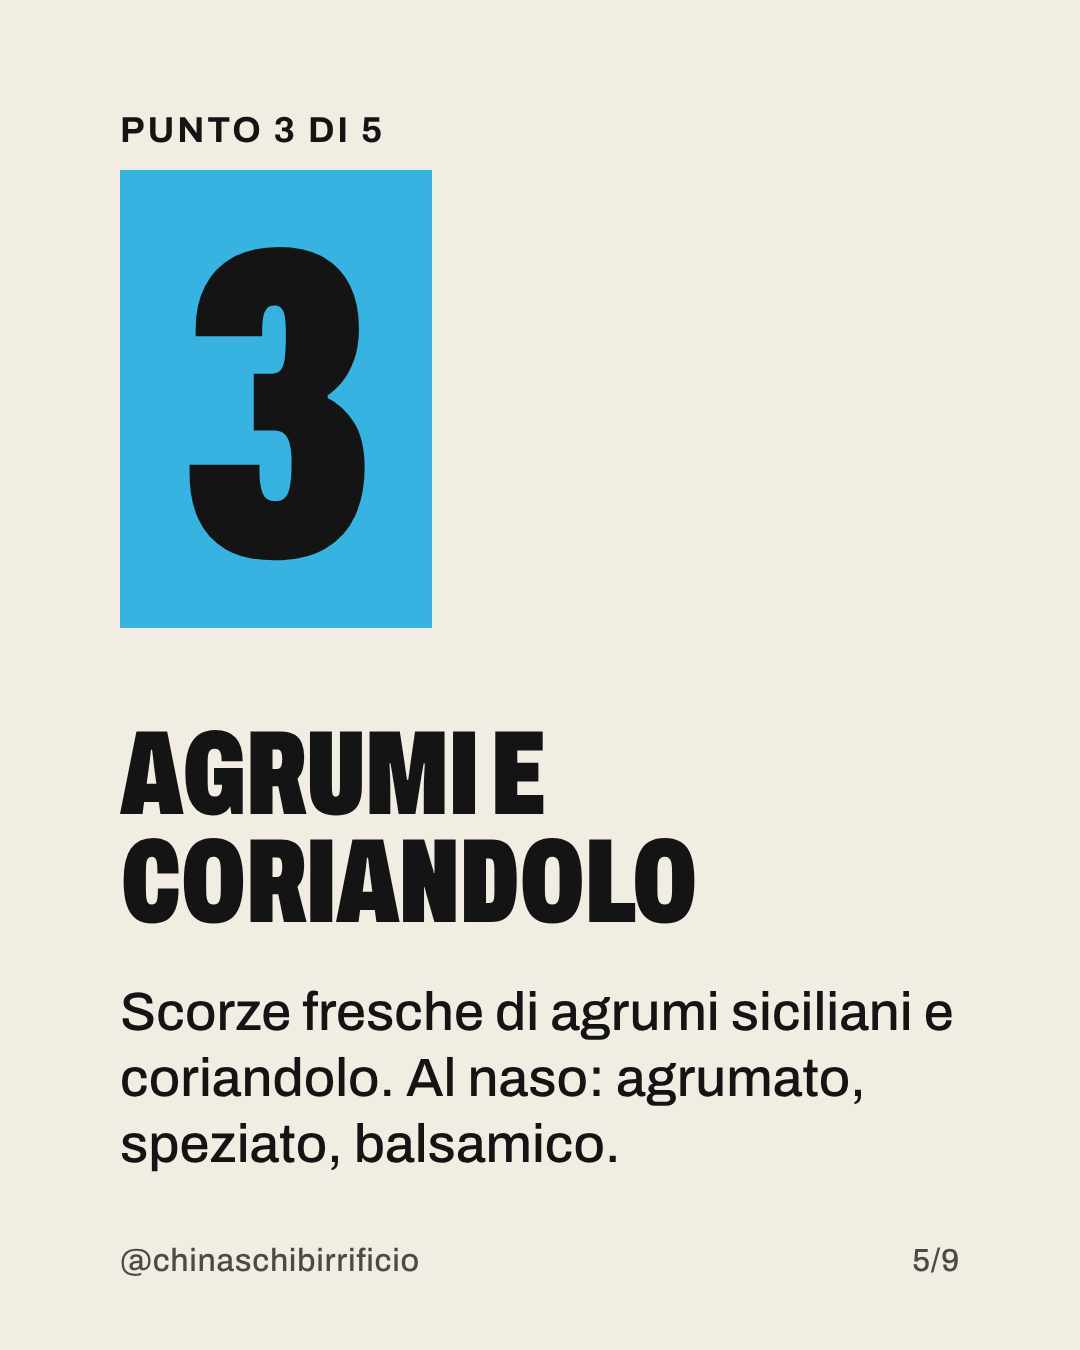 PUNTO 3 DI 5
3
AGRUMI E
CORIANDOLO
Scorze fresche di agrumi siciliani e
coriandolo. Al naso: agrumato,
speziato, balsamico.
@chinaschibirrificio
5/9